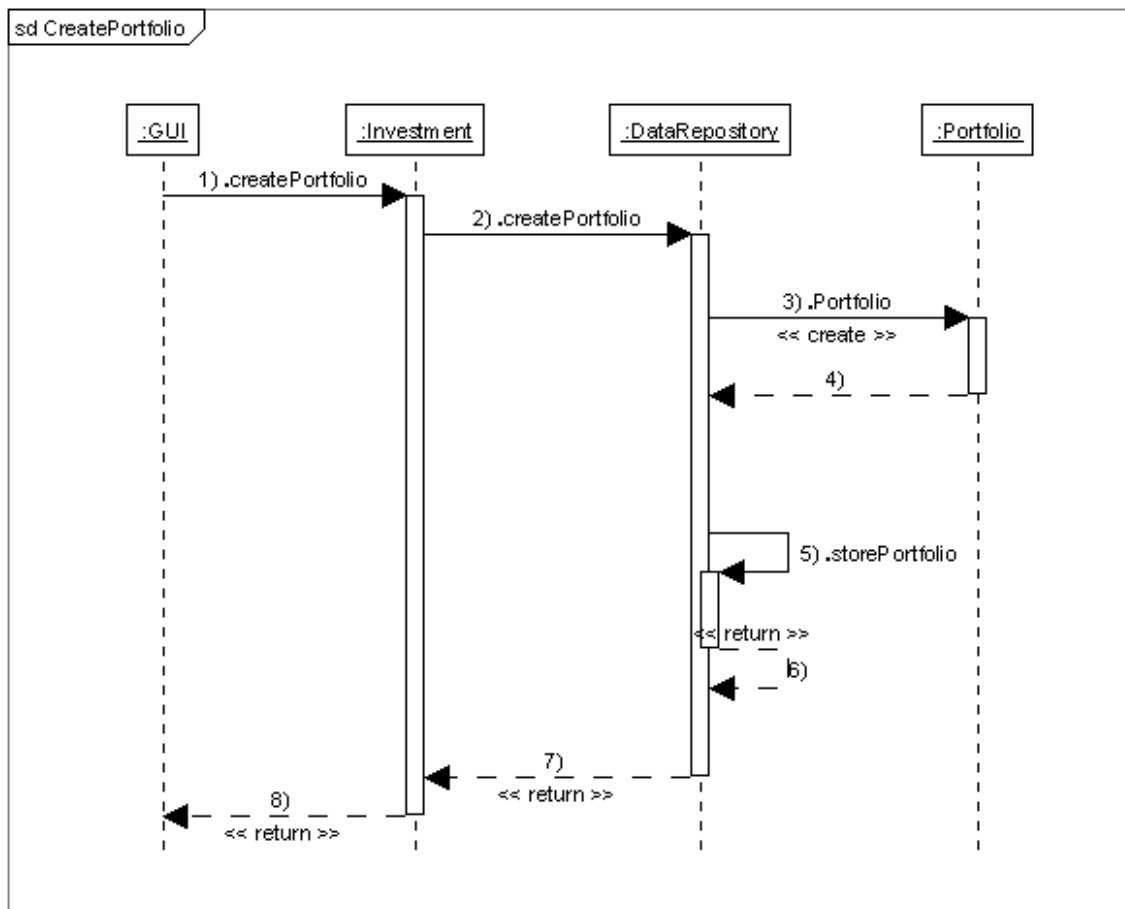 sd CreatePortfolio
:GUI
:Investment
:DataRepository
:Portfolio
1) .createPortfolio
2) .createPortfolio
3) .Portfolio
<< create >>
4)
5) .storePortfolio
<< return >>
6)
7)
<< return >>
8)
<< return >>